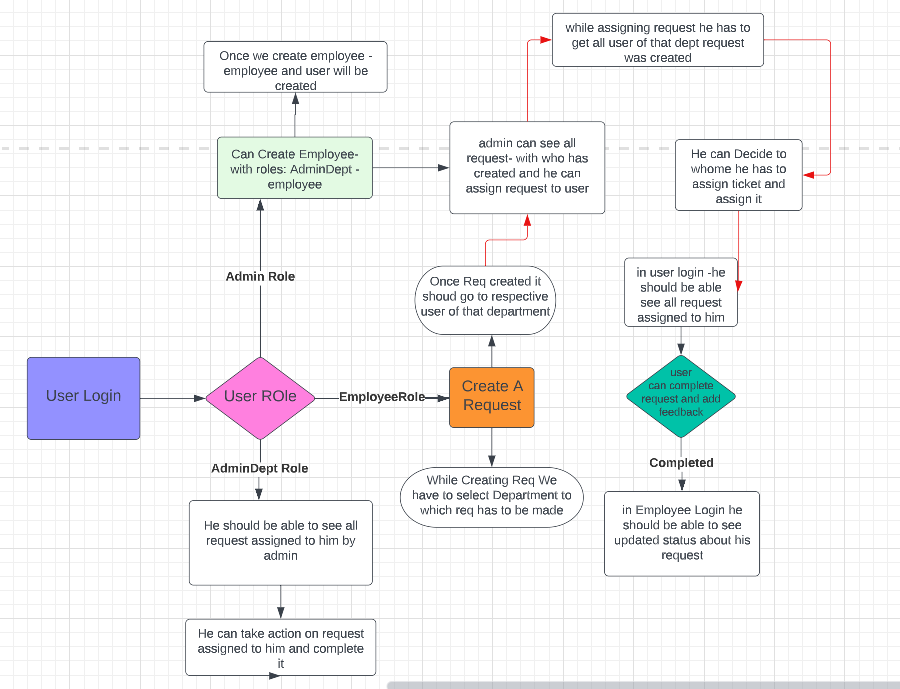 while assigning request he has to
get all user of that dept request
was created
Once we create employee -
employee and user will be
created
Can Create Employee-
with roles: AdminDept -
employee
admin can see all
request- with who has
created and he can
assign request to user
He can Decide to
whome he has to
assign ticket and
assign it
Admin Role
Once Req created it
shoud go to respective
user of that department
in user login -he
should be able
see all request
assigned to him
User Login
User ROle
EmployeeRole
Create A
Request
user
can complete
request and add
feedback
AdminDept Role
Completed
While Creating Req We
have to select Department to
which req has to be made
He should be able to see all
request assigned to him by
admin
in Employee Login he
should be able to see
updated status about his
request
He can take action on request
assigned to him and complete
it